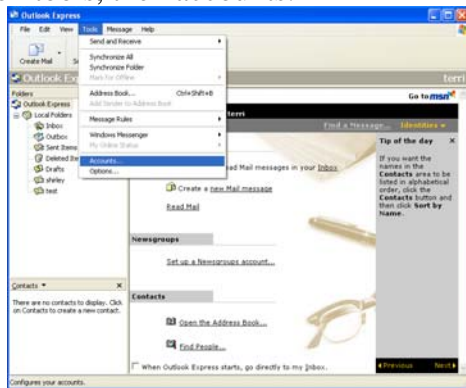 Outlook Express
File Edit View Tools Message Help
Create Mail
Send and Receive
Synchronize All
Synchronize Folder
Mark for Offline
Address Book... Ctrl+Shift+B
Add Sender to Address Book
Message Rules
Windows Messenger
My Online Status
Accounts...
Options...
Outlook Ex
terri
Folders
Go to msn
Outlook Express
Local Folders
Inbox
Outbox
Sent Items
Deleted Ite
Drafts
shirley
test
terri
Find a Message... Identities
ead Mail messages in your Inbox
Create a new Mail message
Read Mail
Newsgroups
Set up a Newsgroups account...
Contacts
Open the Address Book...
Find People...
When Outlook Express starts, go directly to my Inbox.
Tip of the day
If you want the
names in the
Contacts area to be
listed in alphabetical
order, click the
Contacts button and
then click Sort by
Name.
Previous Next
Contacts
There are no contacts to display. Click
on Contacts to create a new contact.
Configures your accounts.